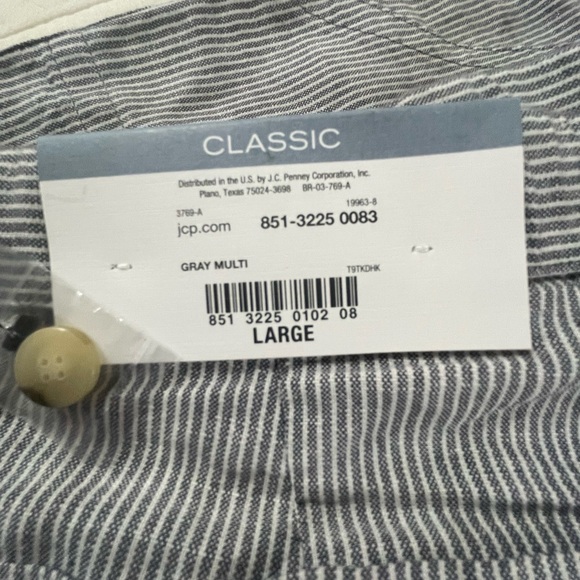 CLASSIC
Distributed in the U.S. by J.C. Penney Corporation, Inc.
Plano, Texas 75024-3698 BR-03-769-A
3769-A 19963-8
jcp.com 851-3225 0083
GRAY MULTI T9TKDHK
851 3225 0102 08
LARGE